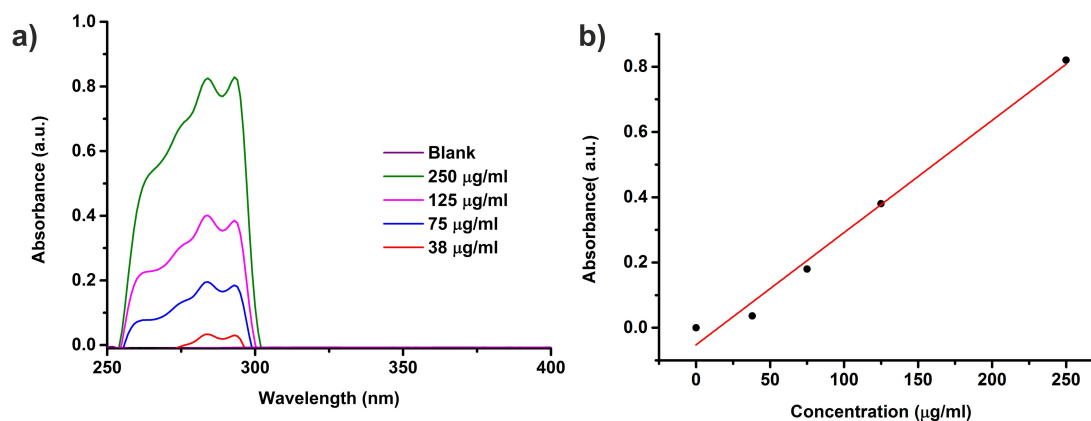 a)
1.0
0.8
0.6
0.4
0.2
0.0
Absorbance (a.u.)
250
300
350
400
Wavelength (nm)
Blank
250 μg/ml
125 μg/ml
75 μg/ml
38 μg/ml
b)
0.8
0.6
0.4
0.2
0.0
Absorbance( a.u.)
0
50
100
150
200
250
Concentration (μg/ml)